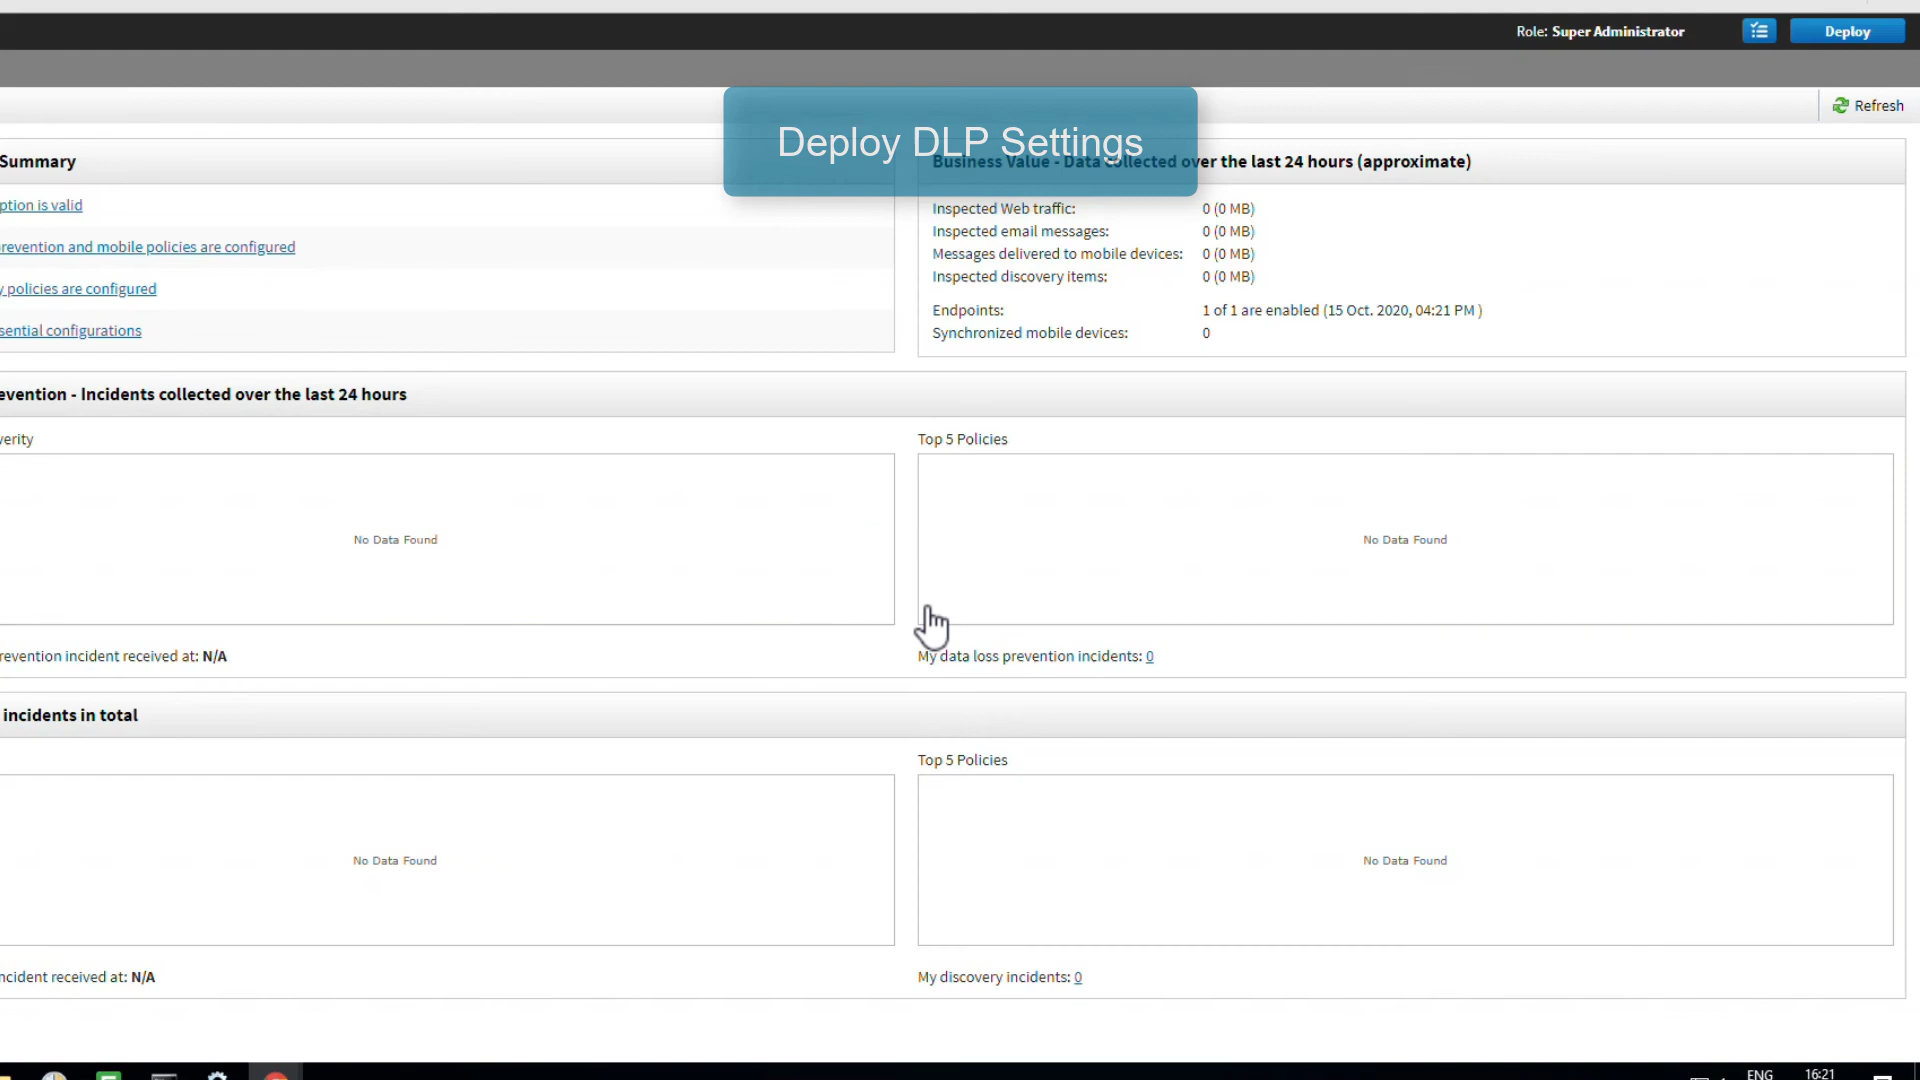 Role: Super Administrator
Deploy
Refresh
Deploy DLP Settings
Summary
Business Value - Data collected over the last 24 hours (approximate)
ption is valid
revention and mobile policies are configured
y policies are configured
sential configurations
Inspected Web traffic: 0 (0 MB)
Inspected email messages: 0 (0 MB)
Messages delivered to mobile devices: 0 (0 MB)
Inspected discovery items: 0 (0 MB)
Endpoints: 1 of 1 are enabled (15 Oct. 2020, 04:21 PM )
Synchronized mobile devices: 0
evention - Incidents collected over the last 24 hours
verity
Top 5 Policies
No Data Found
No Data Found
revention incident received at: N/A
My data loss prevention incidents: 0
incidents in total
Top 5 Policies
No Data Found
No Data Found
ncident received at: N/A
My discovery incidents: 0
ENG
16:21